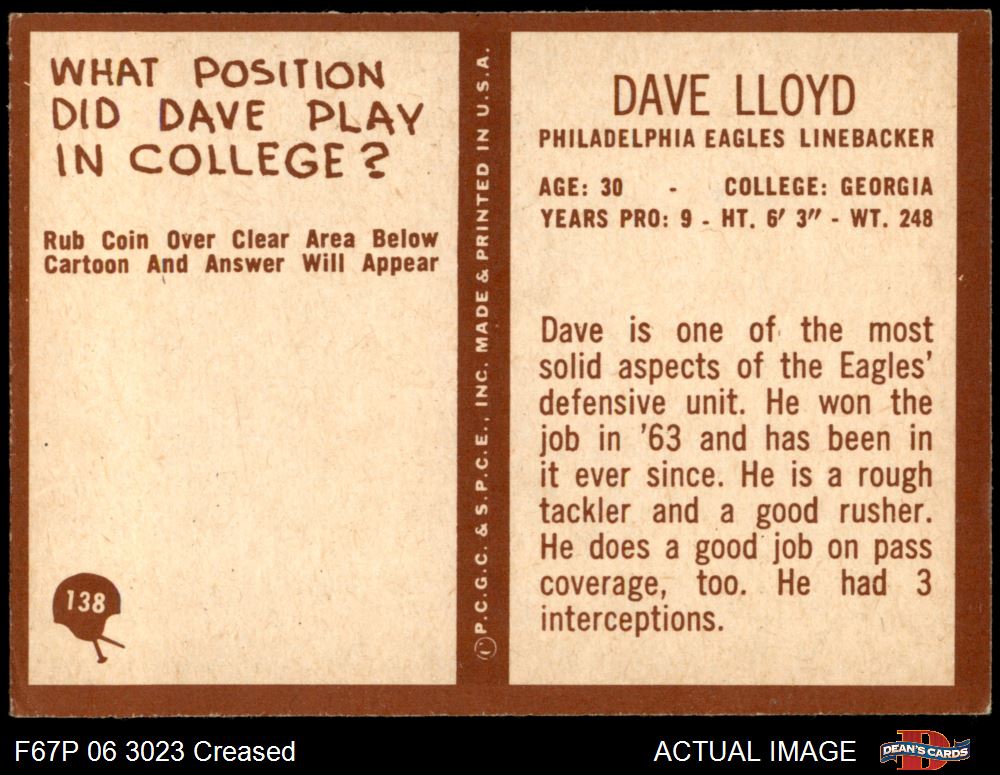 WHAT POSITION
DID DAVE PLAY
IN COLLEGE?
Rub Coin Over Clear Area Below
Cartoon And Answer Will Appear
138
©P.C.G.C. & S.P.C.E., INC. MADE & PRINTED IN U.S.A.
DAVE LLOYD
PHILADELPHIA EAGLES LINEBACKER
AGE: 30 - COLLEGE: GEORGIA
YEARS PRO: 9 - HT. 6' 3" - WT. 248
Dave is one of the most
solid aspects of the Eagles'
defensive unit. He won the
job in '63 and has been in
it ever since. He is a rough
tackler and a good rusher.
He does a good job on pass
coverage, too. He had 3
interceptions.
F67P 06 3023 Creased
ACTUAL IMAGE
DEAN'S CARDS